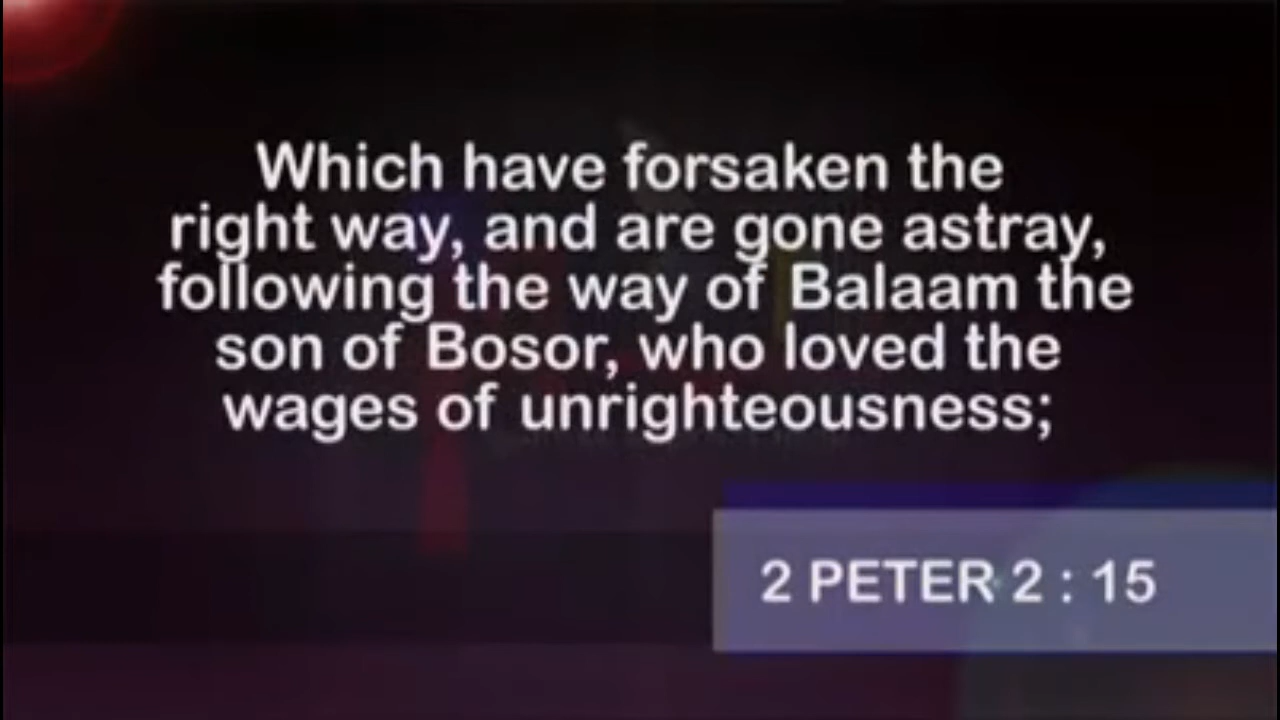 Which have forsaken the
right way, and are gone astray,
following the way of Balaam the
son of Bosor, who loved the
wages of unrighteousness;
2 PETER 2 : 15